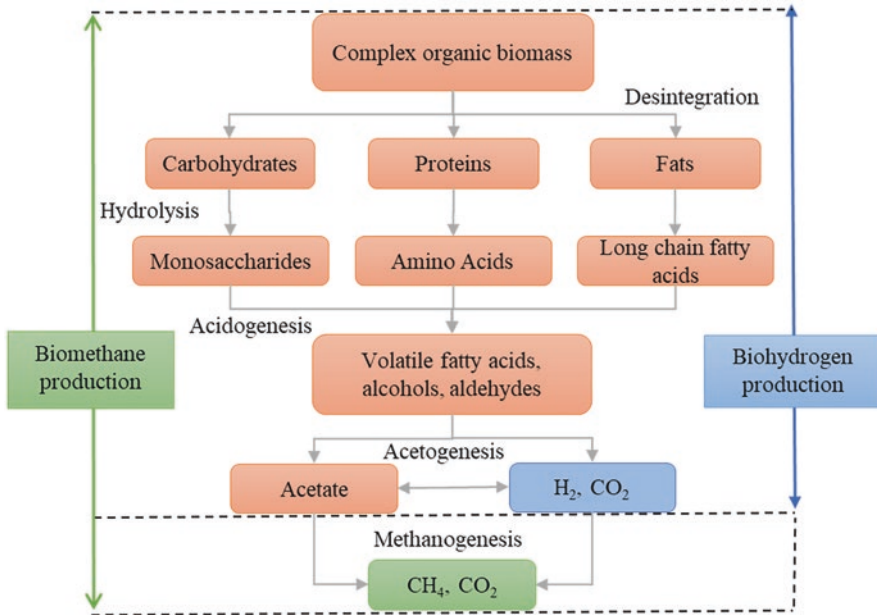 Complex organic biomass
Desintegration
Carbohydrates
Proteins
Fats
Hydrolysis
Monosaccharides
Amino Acids
Long chain fatty
acids
Acidogenesis
Biomethane
production
Volatile fatty acids,
alcohols, aldehydes
Biohydrogen
production
Acetogenesis
Acetate
H₂, CO₂
Methanogenesis
CH₄, CO₂